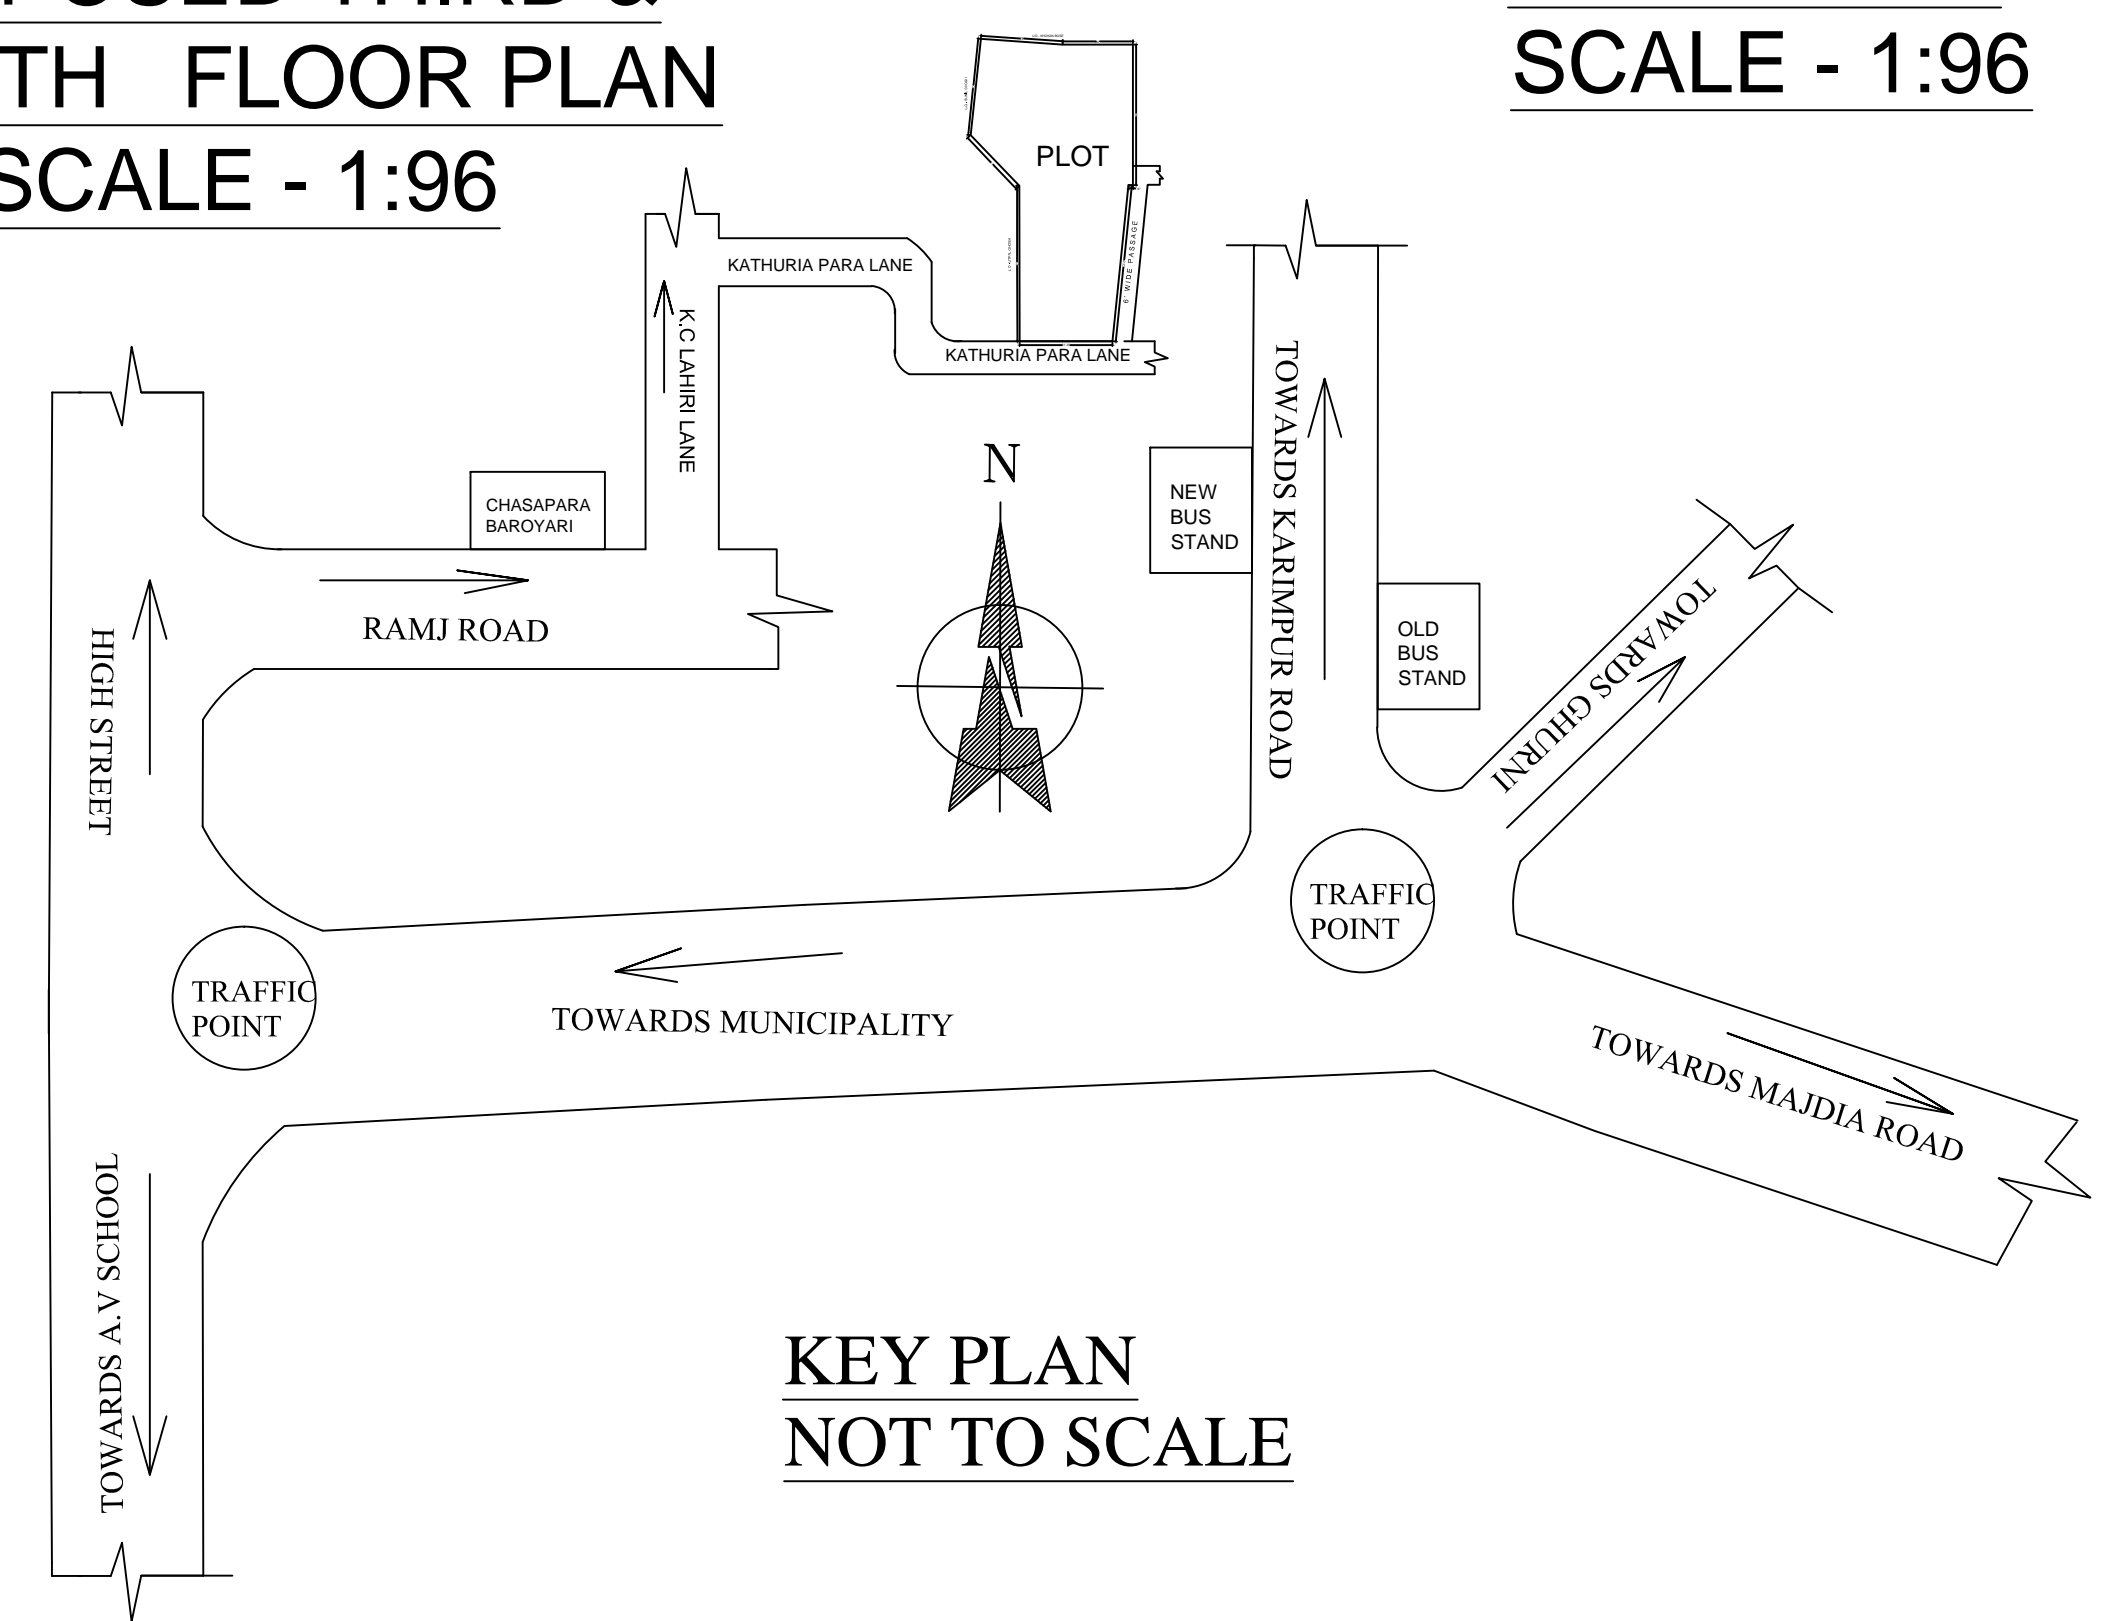 TH FLOOR PLAN
SCALE - 1:96
SCALE - 1:96
PLOT
6' WIDE PASSAGE
KATHURIA PARA LANE
KATHURIA PARA LANE
K.C LAHIRI LANE
CHASAPARA
BAROYARI
RAMJ ROAD
HIGH STREET
N
NEW
BUS
STAND
TOWARDS KARIMPUR ROAD
OLD
BUS
STAND
TOWARDS GHURNI
TRAFFIC
POINT
TRAFFIC
POINT
TOWARDS MUNICIPALITY
TOWARDS MAJDIA ROAD
TOWARDS A.V SCHOOL
KEY PLAN
NOT TO SCALE